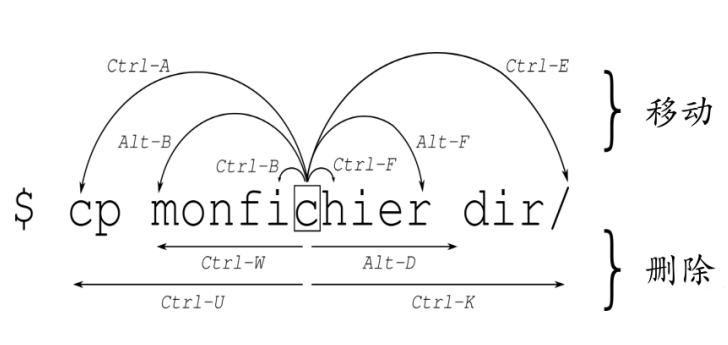 Ctrl-A Ctrl-E
移动
Alt-B Alt-F
Ctrl-B Ctrl-F
$ cp monfichier dir/
Ctrl-W Alt-D
删除
Ctrl-U Ctrl-K